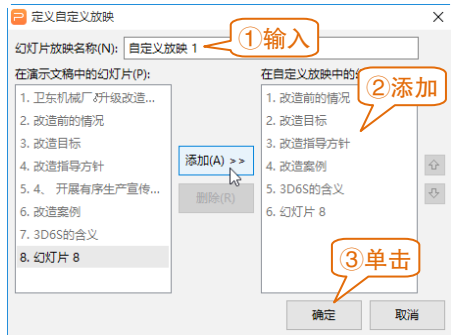 定义自定义放映
①输入
幻灯片放映名称(N): 自定义放映 1
在演示文稿中的幻灯片(P):
1. 卫东机械厂
升级改造...
2. 改造前的情况
3. 改造目标
4. 改造指导方针
5. 4、 开展有序生产宣传...
6. 改造案例
7. 3D6S的含义
8. 幻灯片 8
添加(A) >>
删除(R)
在自定义放映中的幻
②添加
1. 改造前的情况
2. 改造目标
3. 改造指导方针
4. 改造案例
5. 3D6S的含义
6. 幻灯片 8
③单击
确定
取消